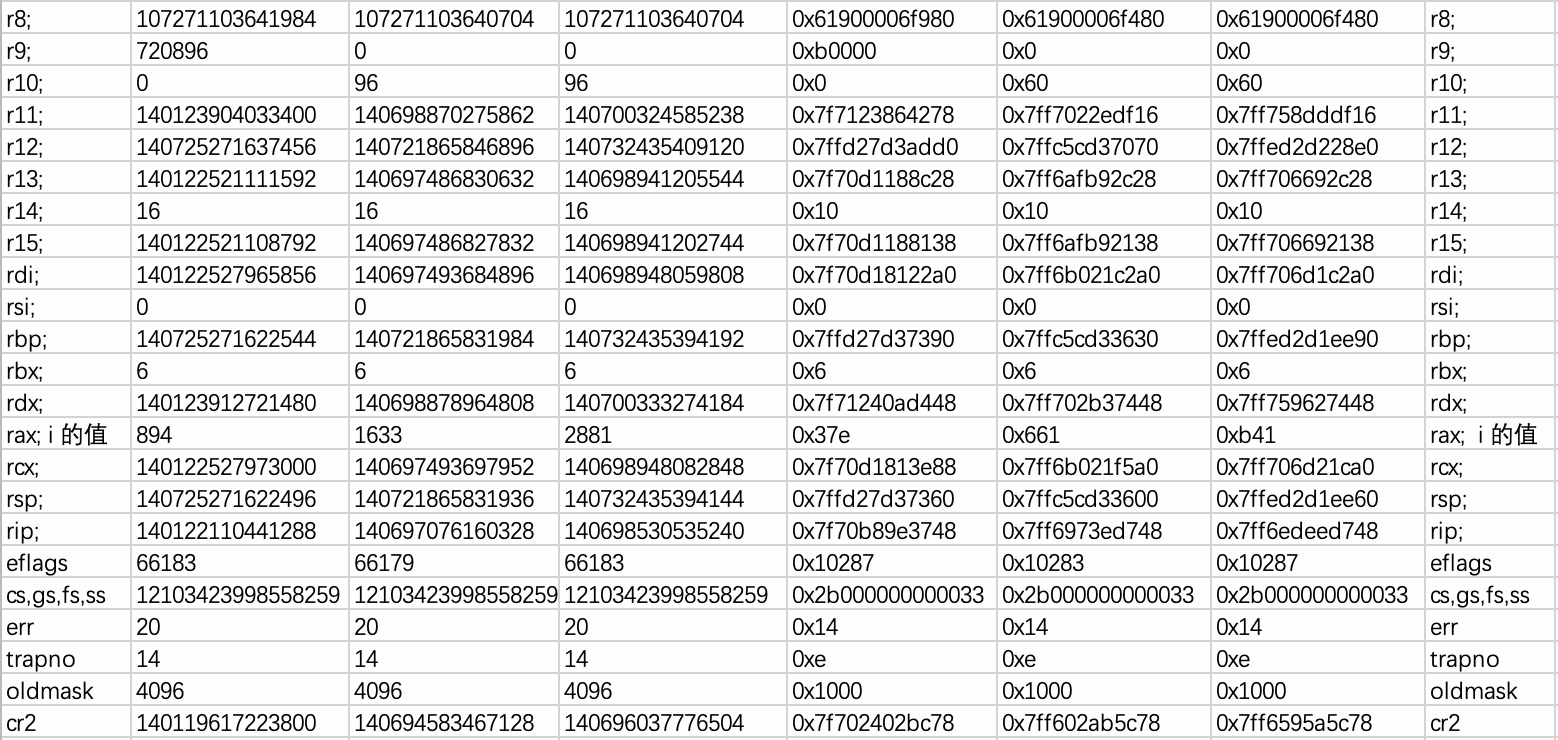 r8; 107271103641984 107271103640704 107271103640704 0x61900006f980 0x61900006f480 0x61900006f480 r8;
r9; 720896 0 0 0xb0000 0x0 0x0 r9;
r10; 0 96 96 0x0 0x60 0x60 r10;
r11; 140123904033400 140698870275862 140700324585238 0x7f7123864278 0x7ff7022edf16 0x7ff758dddf16 r11;
r12; 140725271637456 140721865846896 140732435409120 0x7ffd27d3add0 0x7ffc5cd37070 0x7ffed2d228e0 r12;
r13; 140122521111592 140697486830632 140698941205544 0x7f70d1188c28 0x7ff6afb92c28 0x7ff706692c28 r13;
r14; 16 16 16 0x10 0x10 0x10 r14;
r15; 140122521108792 140697486827832 140698941202744 0x7f70d1188138 0x7ff6afb92138 0x7ff706692138 r15;
rdi; 140122527965856 140697493684896 140698948059808 0x7f70d18122a0 0x7ff6b021c2a0 0x7ff706d1c2a0 rdi;
rsi; 0 0 0 0x0 0x0 0x0 rsi;
rbp; 140725271622544 140721865831984 140732435394192 0x7ffd27d37390 0x7ffc5cd33630 0x7ffed2d1ee90 rbp;
rbx; 6 6 6 0x6 0x6 0x6 rbx;
rdx; 140123912721480 140698878964808 140700333274184 0x7f71240ad448 0x7ff702b37448 0x7ff759627448 rdx;
rax; i 的值 894 1633 2881 0x37e 0x661 0xb41 rax; i 的值
rcx; 140122527973000 140697493697952 140698948082848 0x7f70d1813e88 0x7ff6b021f5a0 0x7ff706d21ca0 rcx;
rsp; 140725271622496 140721865831936 140732435394144 0x7ffd27d37360 0x7ffc5cd33600 0x7ffed2d1ee60 rsp;
rip; 140122110441288 140697076160328 140698530535240 0x7f70b89e3748 0x7ff6973ed748 0x7ff6edeed748 rip;
eflags 66183 66179 66183 0x10287 0x10283 0x10287 eflags
cs,gs,fs,ss 12103423998558259 12103423998558259 12103423998558259 0x2b000000000033 0x2b000000000033 0x2b000000000033 cs,gs,fs,ss
err 20 20 20 0x14 0x14 0x14 err
trapno 14 14 14 0xe 0xe 0xe trapno
oldmask 4096 4096 4096 0x1000 0x1000 0x1000 oldmask
cr2 140119617223800 140694583467128 140696037776504 0x7f702402bc78 0x7ff602ab5c78 0x7ff6595a5c78 cr2